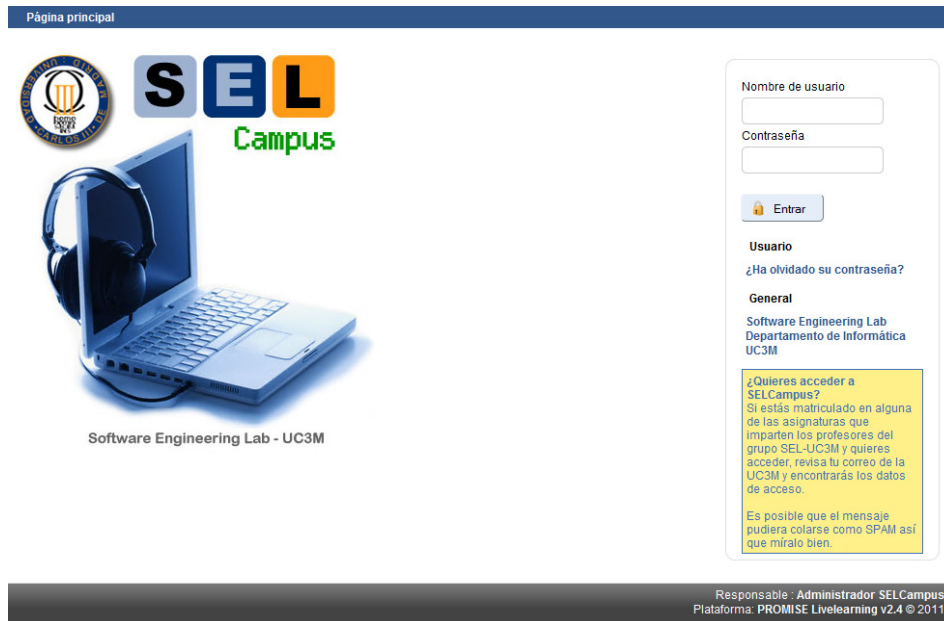 Página principal
UNIVERSIDAD · CARLOS III · DE MADRID
SEL
Campus
Software Engineering Lab - UC3M
Nombre de usuario
Contraseña
Entrar
Usuario
¿Ha olvidado su contraseña?
General
Software Engineering Lab
Departamento de Informática
UC3M
¿Quieres acceder a
SELCampus?
Si estás matriculado en alguna
de las asignaturas que
imparten los profesores del
grupo SEL-UC3M y quieres
acceder, revisa tu correo de la
UC3M y encontrarás los datos
de acceso.
Es posible que el mensaje
pudiera colarse como SPAM así
que míralo bien.
Responsable : Administrador SELCampus
Plataforma: PROMISE Livelearning v2.4 © 2011